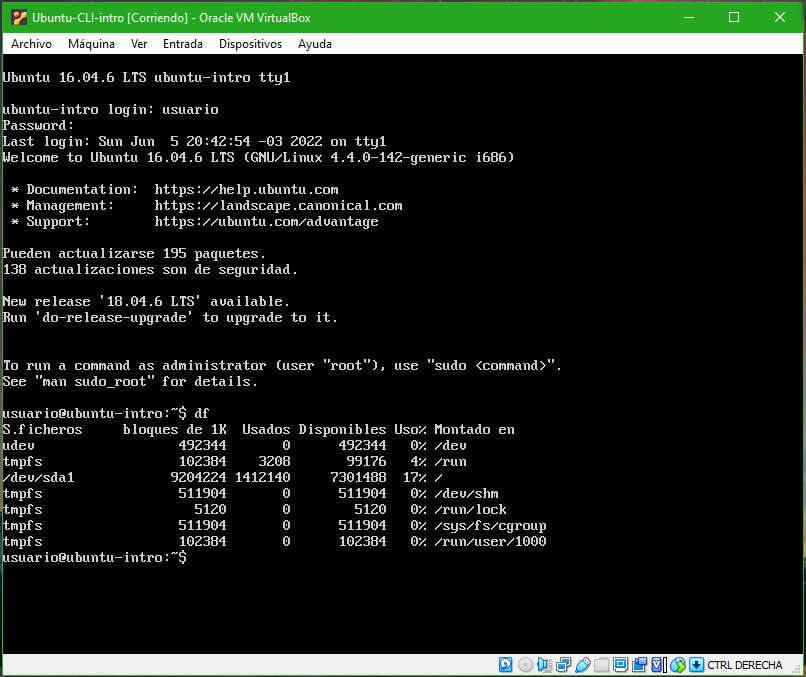 Ubuntu-CLI-intro [Corriendo] - Oracle VM VirtualBox
Archivo Máquina Ver Entrada Dispositivos Ayuda
Ubuntu 16.04.6 LTS ubuntu-intro tty1
ubuntu-intro login: usuario
Password:
Last login: Sun Jun  5 20:42:54 -03 2022 on tty1
Welcome to Ubuntu 16.04.6 LTS (GNU/Linux 4.4.0-142-generic i686)
* Documentation:  https://help.ubuntu.com
* Management:     https://landscape.canonical.com
* Support:        https://ubuntu.com/advantage
Pueden actualizarse 195 paquetes.
138 actualizaciones son de seguridad.
New release '18.04.6 LTS' available.
Run 'do-release-upgrade' to upgrade to it.
To run a command as administrator (user "root"), use "sudo <command>".
See "man sudo_root" for details.
usuario@ubuntu-intro:~$ df
S.ficheros     bloques de 1K  Usados Disponibles Uso% Montado en
udev                  492344       0      492344   0% /dev
tmpfs                 102384    3208       99176   4% /run
/dev/sda1            9204224 1412140     7301488  17% /
tmpfs                 511904       0      511904   0% /dev/shm
tmpfs                   5120       0        5120   0% /run/lock
tmpfs                 511904       0      511904   0% /sys/fs/cgroup
tmpfs                 102384       0      102384   0% /run/user/1000
usuario@ubuntu-intro:~$
CTRL DERECHA